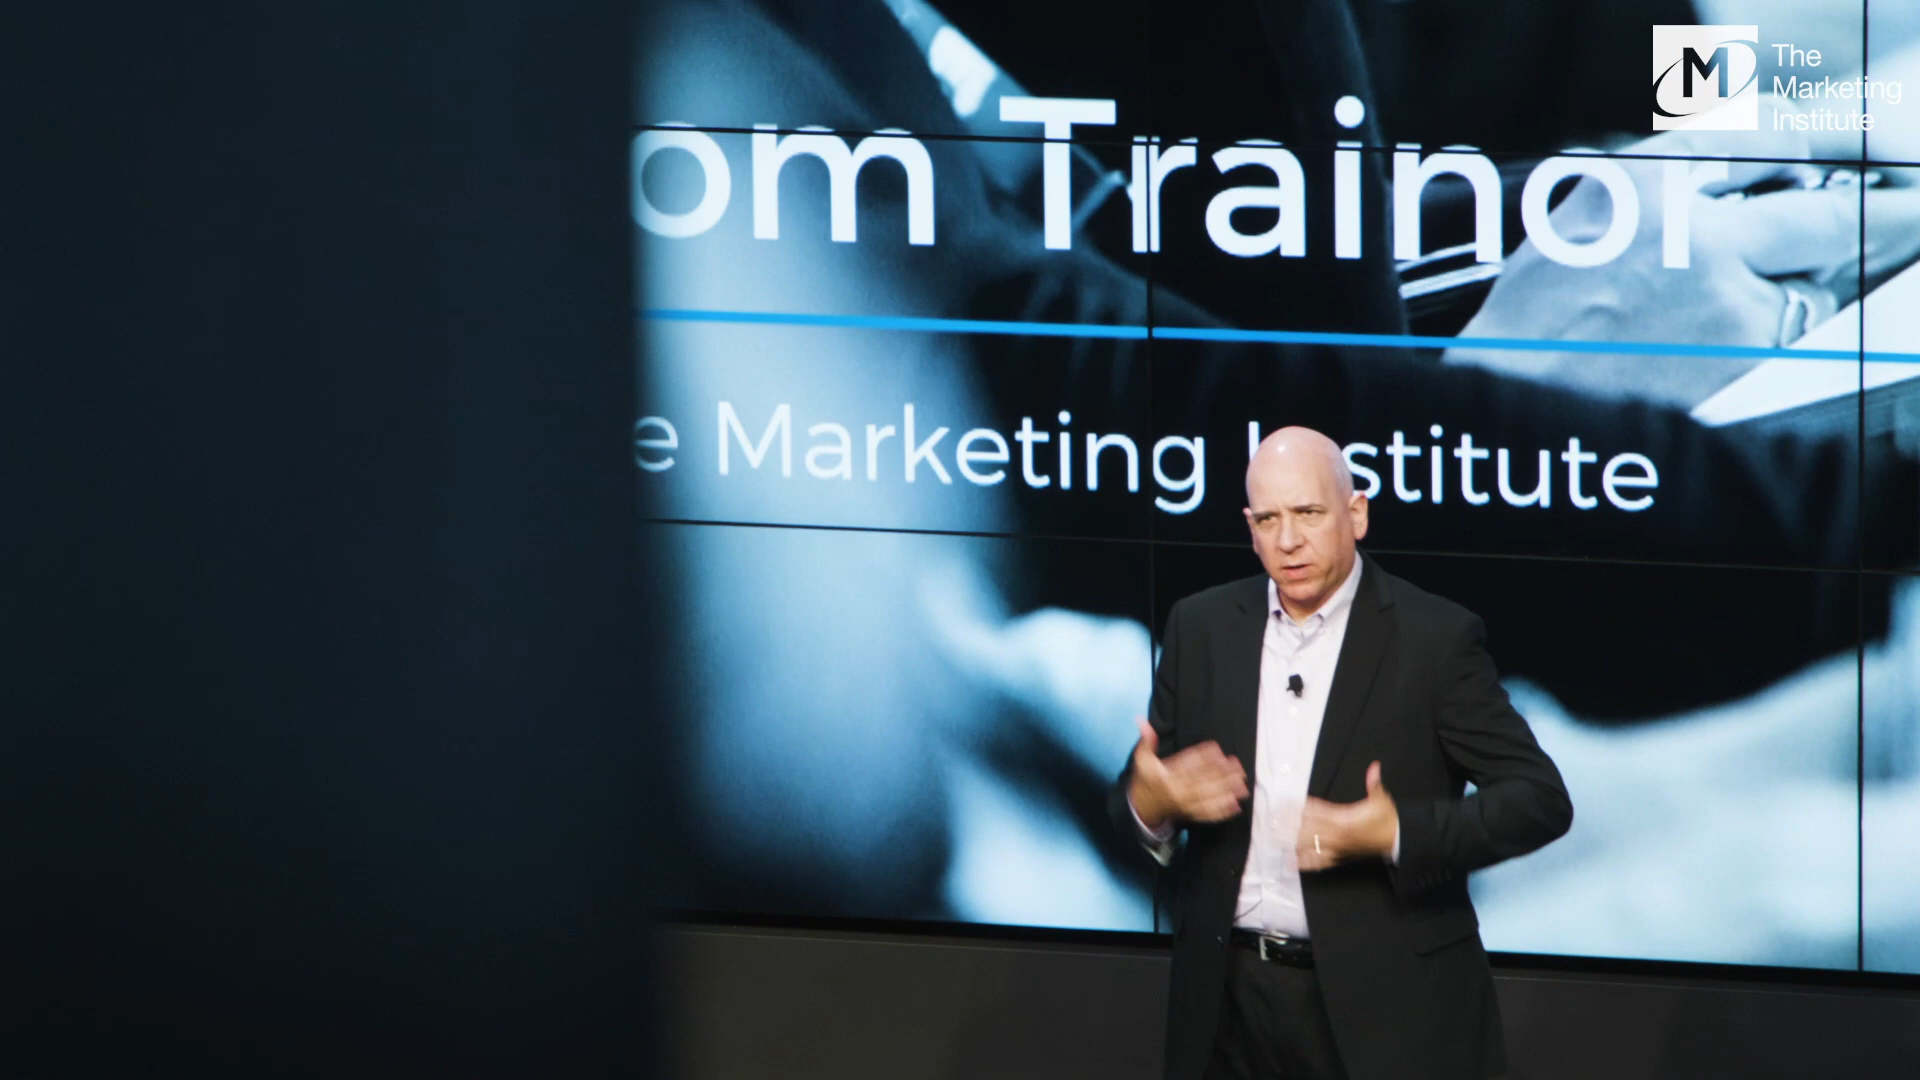 The
Marketing
Institute
om Trainor
e Marketing Institute